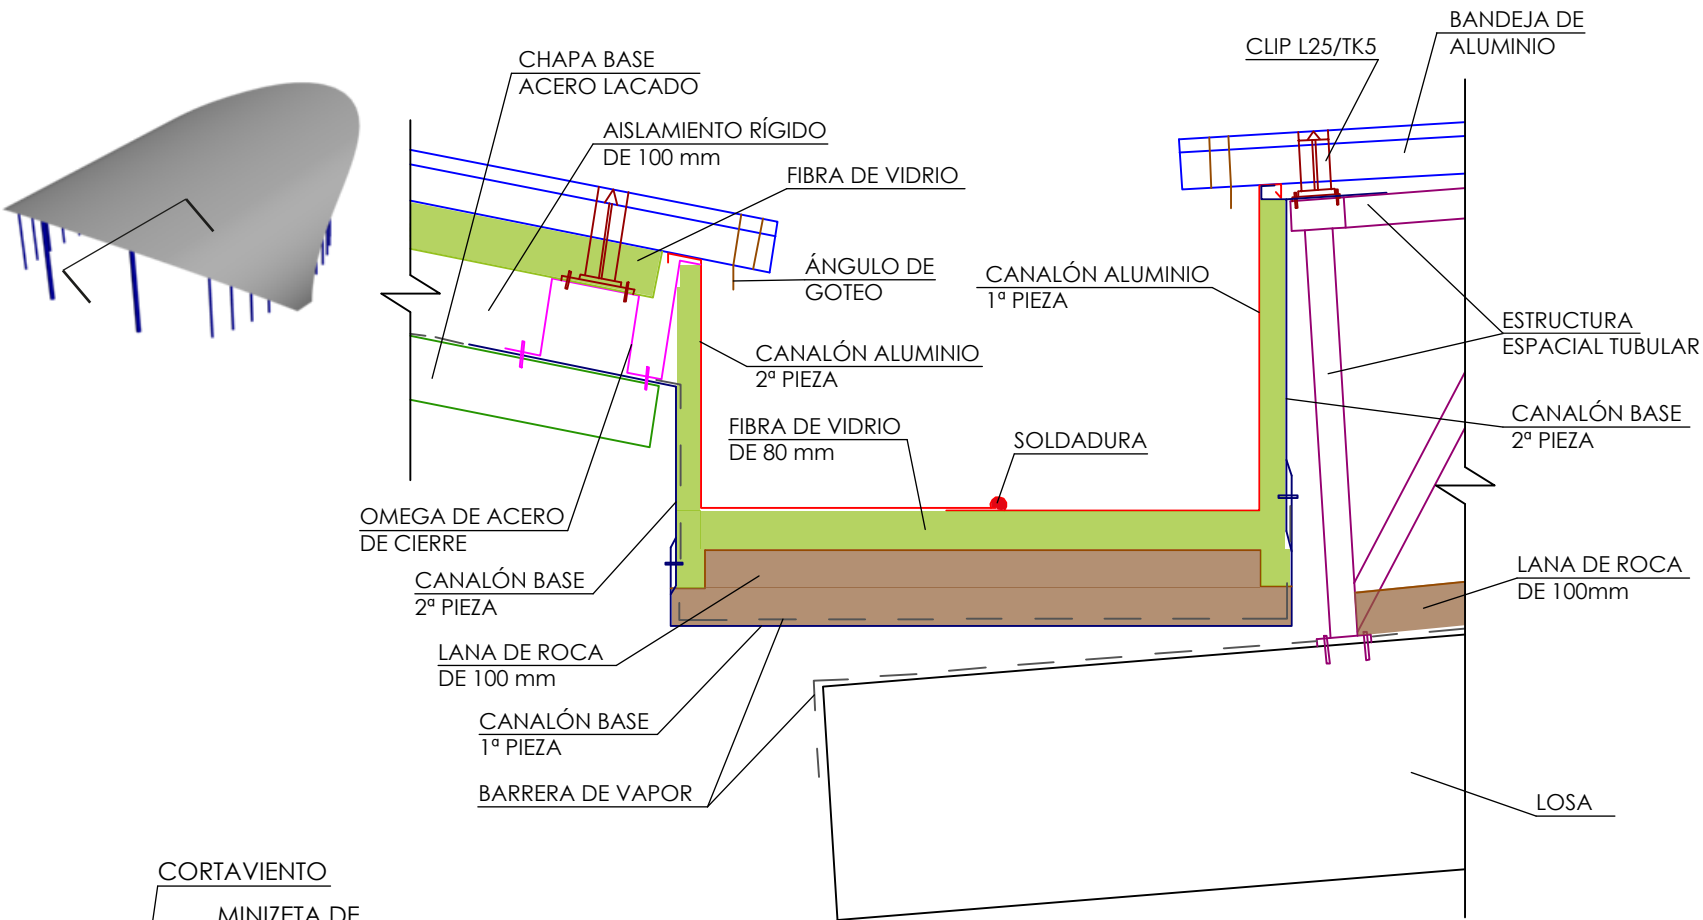 BANDEJA DE
ALUMINIO
CLIP L25/TK5
CHAPA BASE
ACERO LACADO
AISLAMIENTO RÍGIDO
DE 100 mm
FIBRA DE VIDRIO
ÁNGULO DE
GOTEO
CANALÓN ALUMINIO
1ª PIEZA
ESTRUCTURA
ESPACIAL TUBULAR
CANALÓN ALUMINIO
2ª PIEZA
CANALÓN BASE
2ª PIEZA
FIBRA DE VIDRIO
DE 80 mm
SOLDADURA
OMEGA DE ACERO
DE CIERRE
CANALÓN BASE
2ª PIEZA
LANA DE ROCA
DE 100mm
LANA DE ROCA
DE 100 mm
CANALÓN BASE
1ª PIEZA
BARRERA DE VAPOR
LOSA
CORTAVIENTO
MINIZETA DE